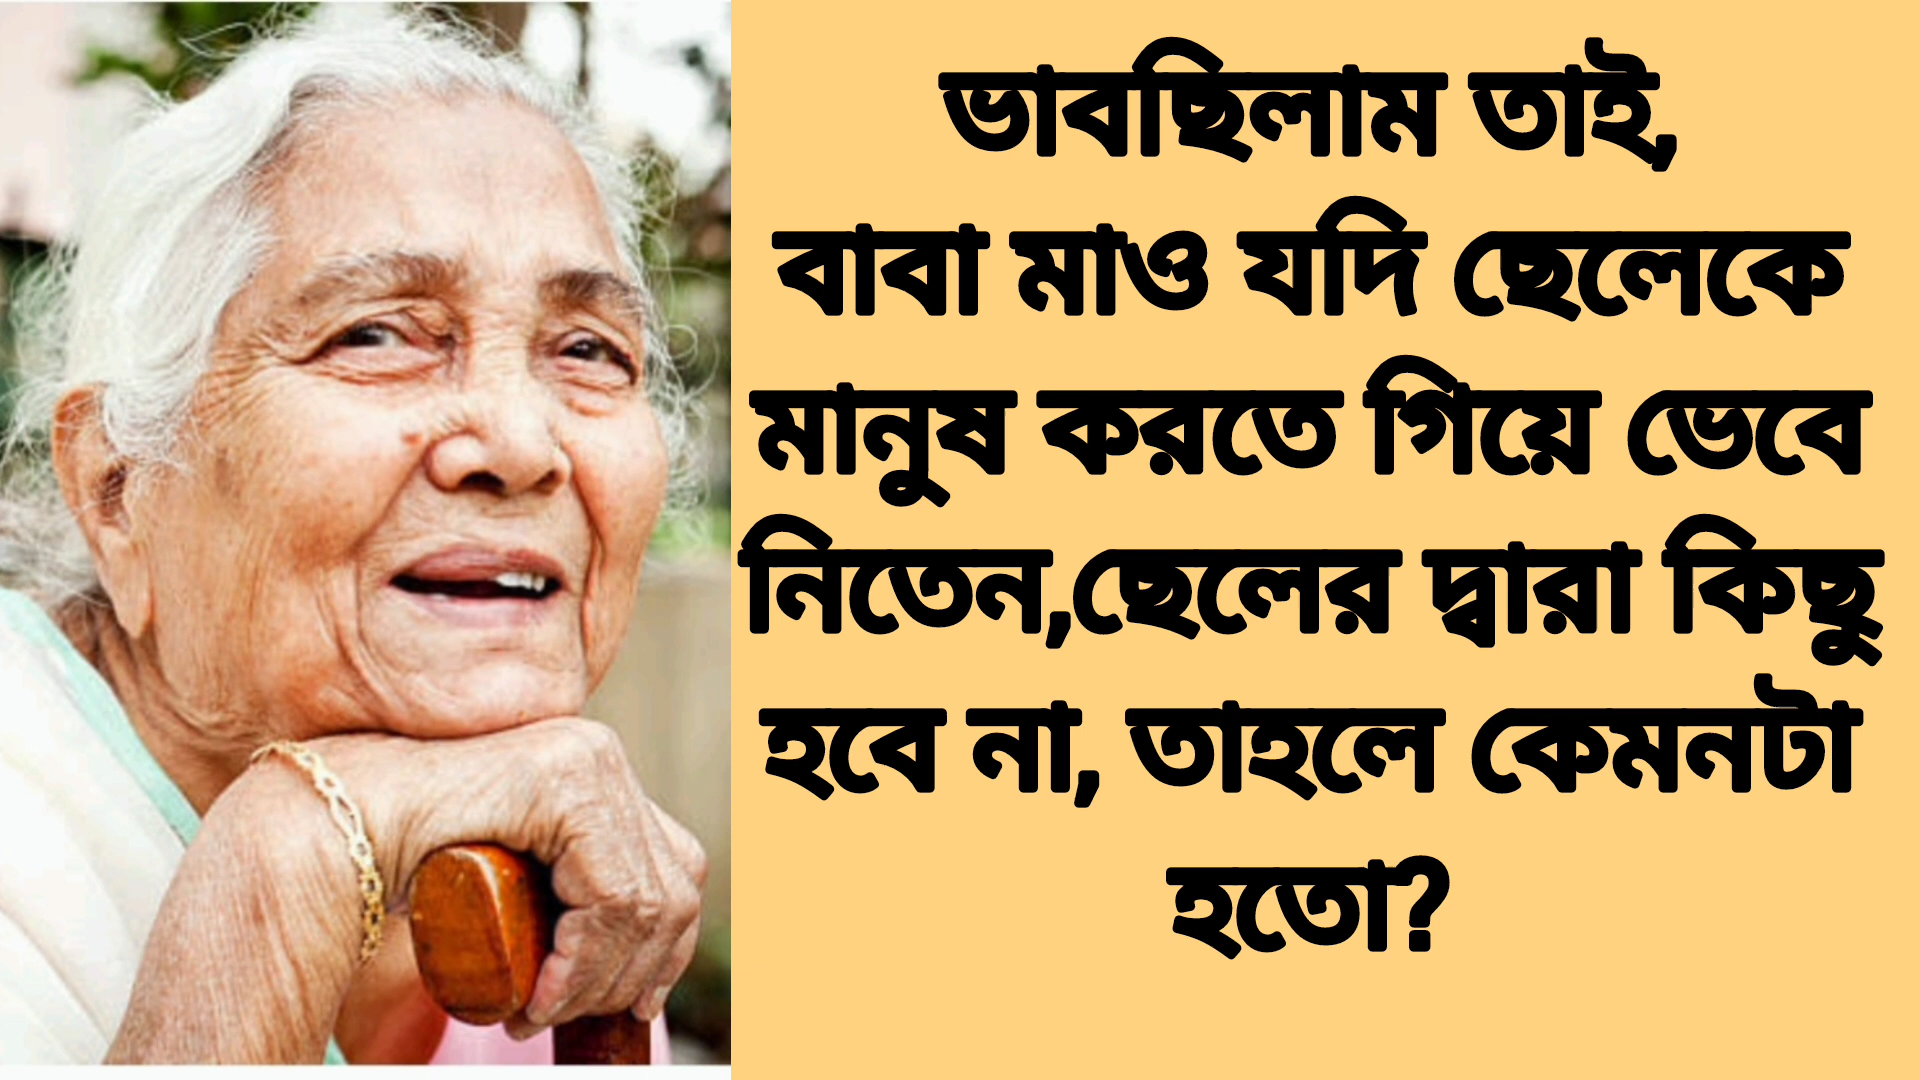 ভাবছিলাম তাই,
বাবা মাও যদি ছেলেকে
মানুষ করতে গিয়ে ভেবে
নিতেন,ছেলের দ্বারা কিছু
হবে না, তাহলে কেমনটা
হতো?